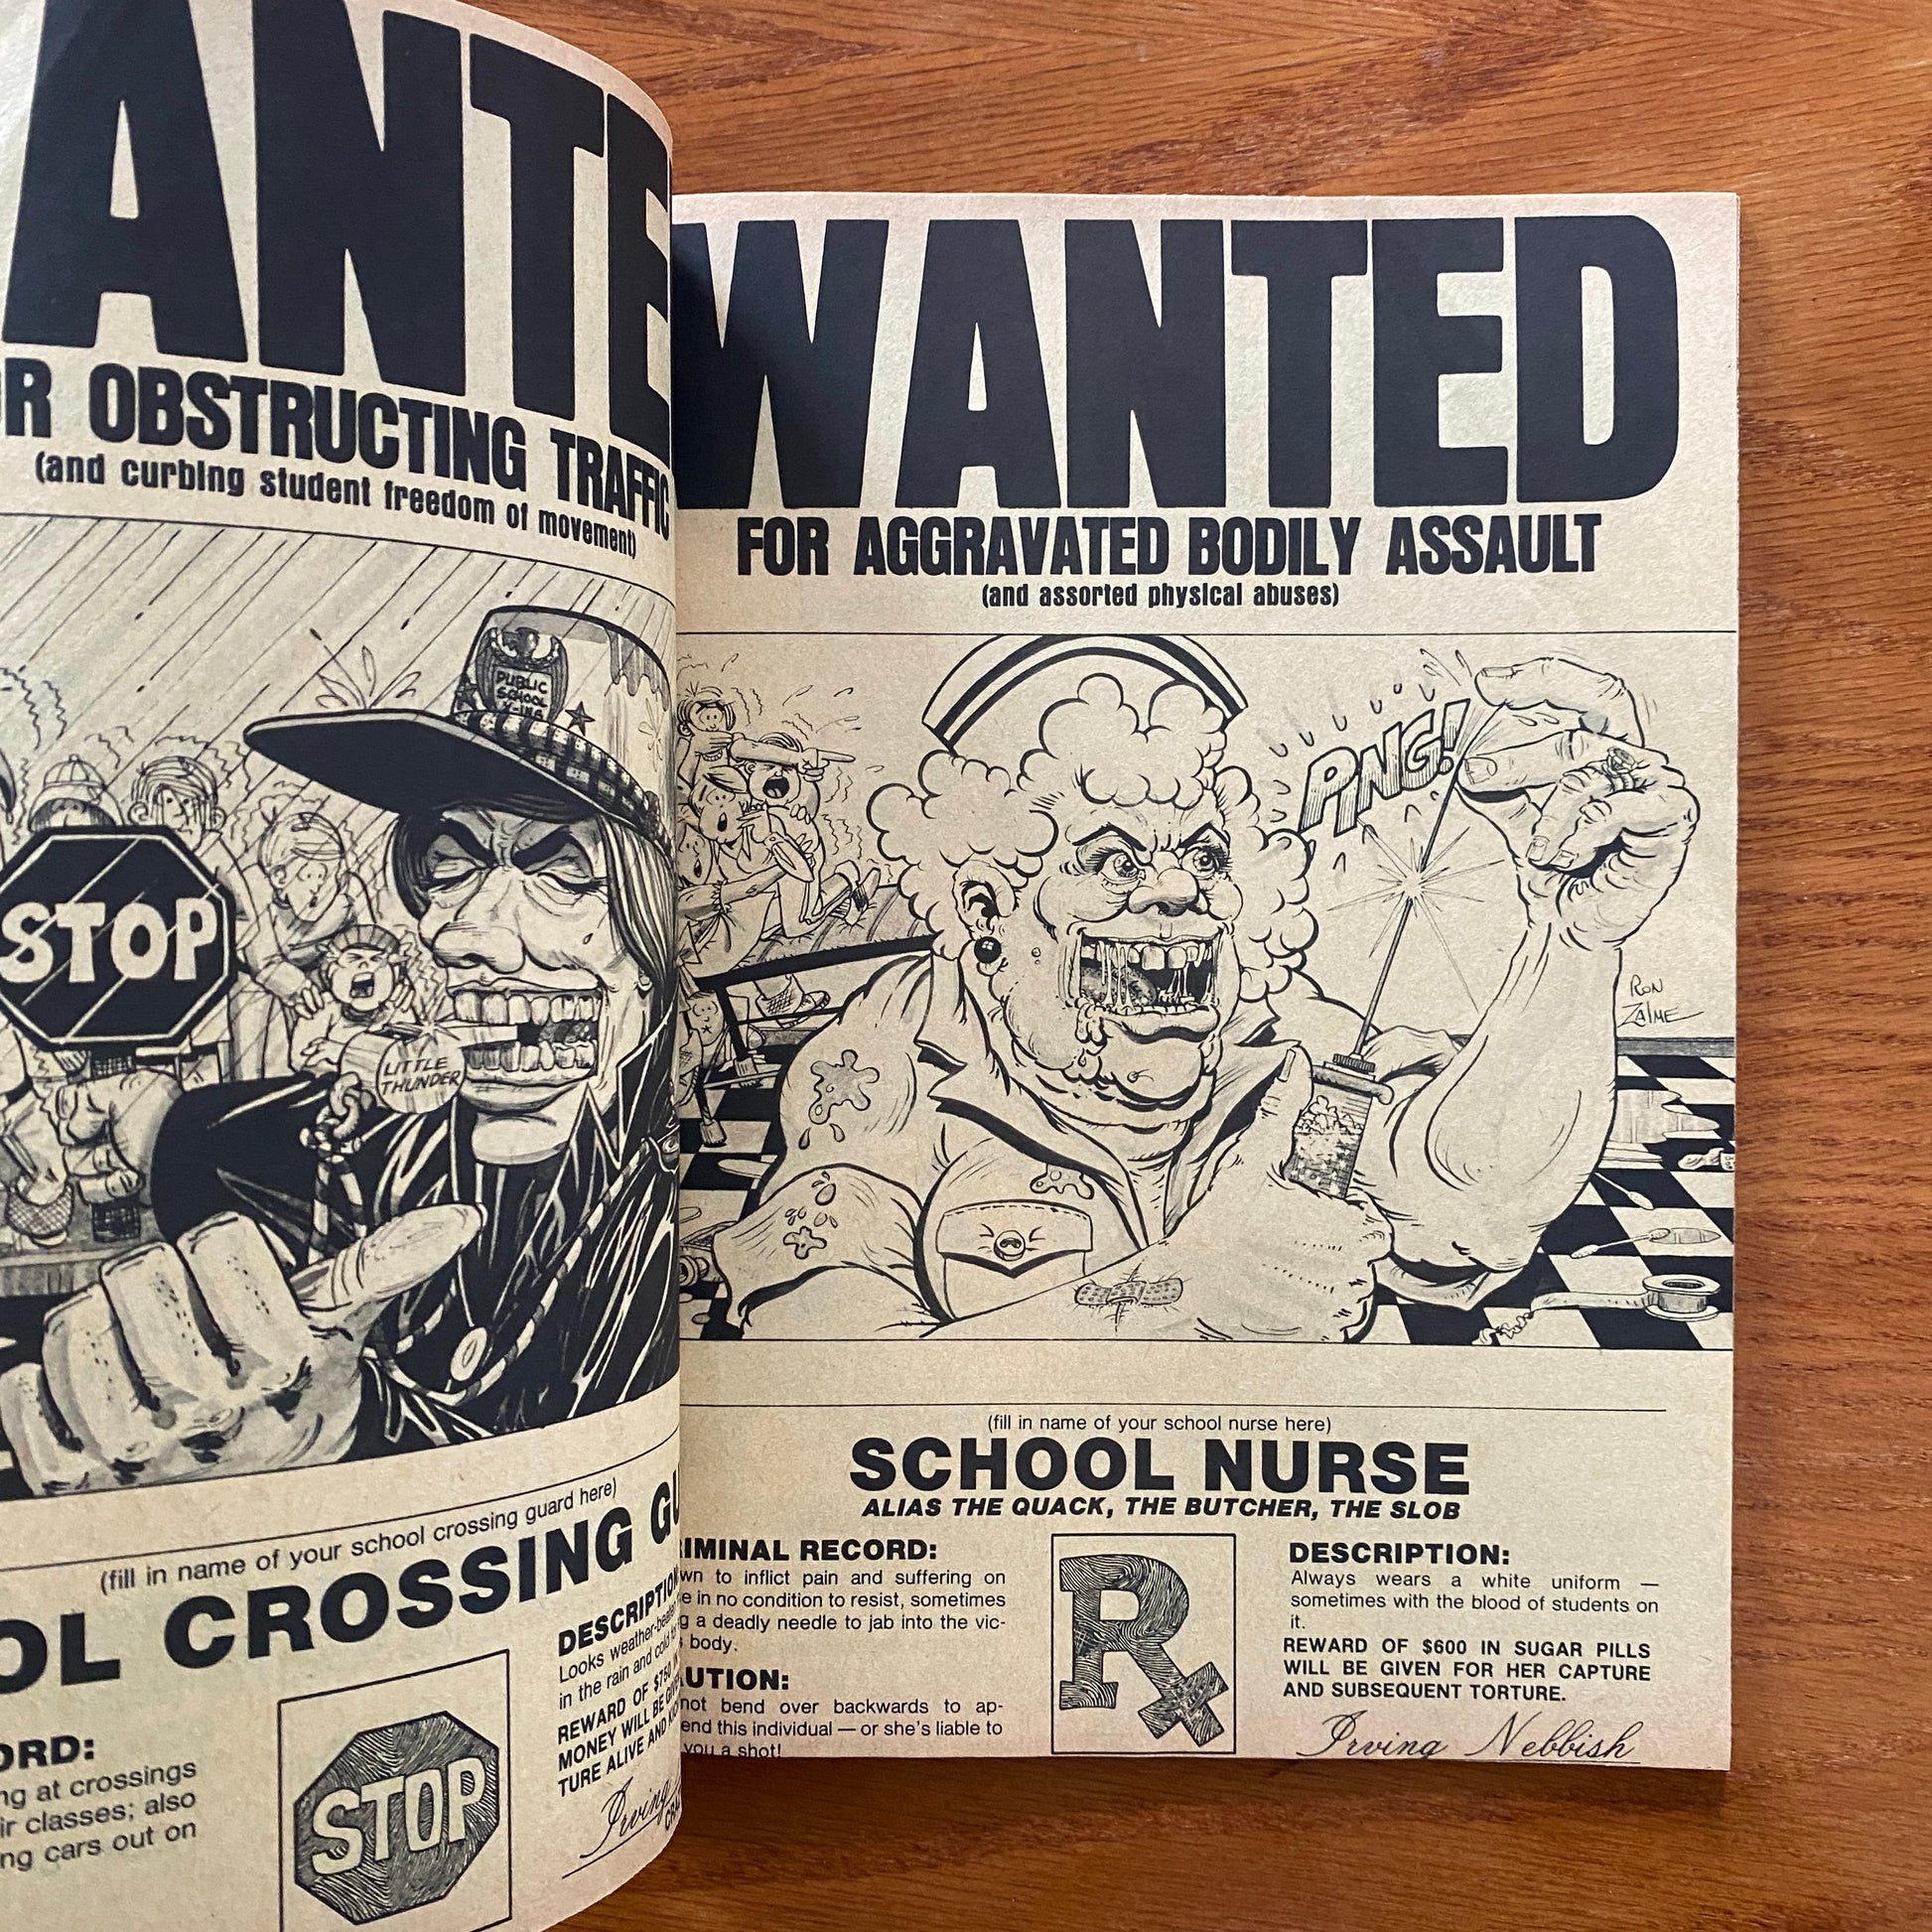 ANTE
R OBSTRUCTING TRAFFIC
(and curbing student freedom of movement)
PUBLIC
SCHOOL
X-ING
STOP
LITTLE
THUNDER
(fill in name of your school crossing guard here)
OL CROSSING GU
ORD:
ng at crossings
ir classes; also
ng cars out on
STOP
DESCRIPTION
Looks weather-beaten
in the rain and cold
REWARD OF $750 IN
MONEY WILL BE GIVEN
TURE ALIVE AND
Irving
WANTED
FOR AGGRAVATED BODILY ASSAULT
(and assorted physical abuses)
PING!
RON
ZALME
(fill in name of your school nurse here)
SCHOOL NURSE
ALIAS THE QUACK, THE BUTCHER, THE SLOB
RIMINAL RECORD:
wn to inflict pain and suffering on
e in no condition to resist, sometimes
g a deadly needle to jab into the vic-
body.
UTION:
not bend over backwards to ap-
end this individual — or she's liable to
you a shot!
Rx
DESCRIPTION:
Always wears a white uniform —
sometimes with the blood of students on
it.
REWARD OF $600 IN SUGAR PILLS
WILL BE GIVEN FOR HER CAPTURE
AND SUBSEQUENT TORTURE.
Irving Nebbish